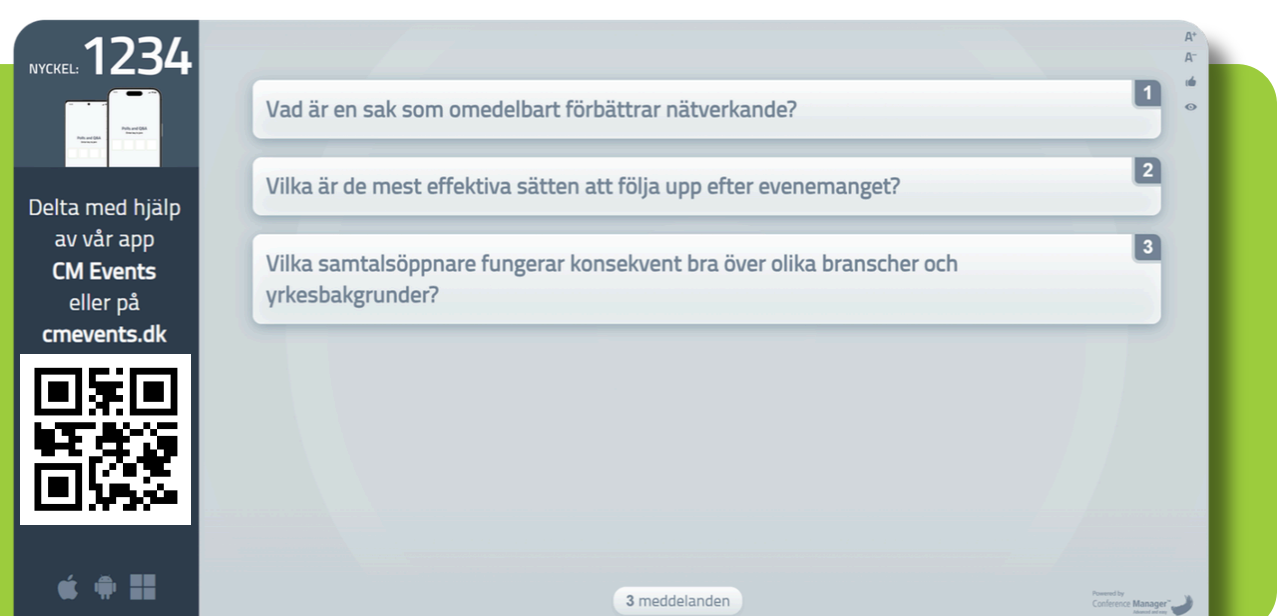 NYCKEL: 1234
Delta med hjälp
av vår app
CM Events
eller på
cmevents.dk
A+
A-
1
Vad är en sak som omedelbart förbättrar nätverkande?
2
Vilka är de mest effektiva sätten att följa upp efter evenemanget?
3
Vilka samtalsöppnare fungerar konsekvent bra över olika branscher och
yrkesbakgrunder?
3 meddelanden
Powered by
Conference Manager™